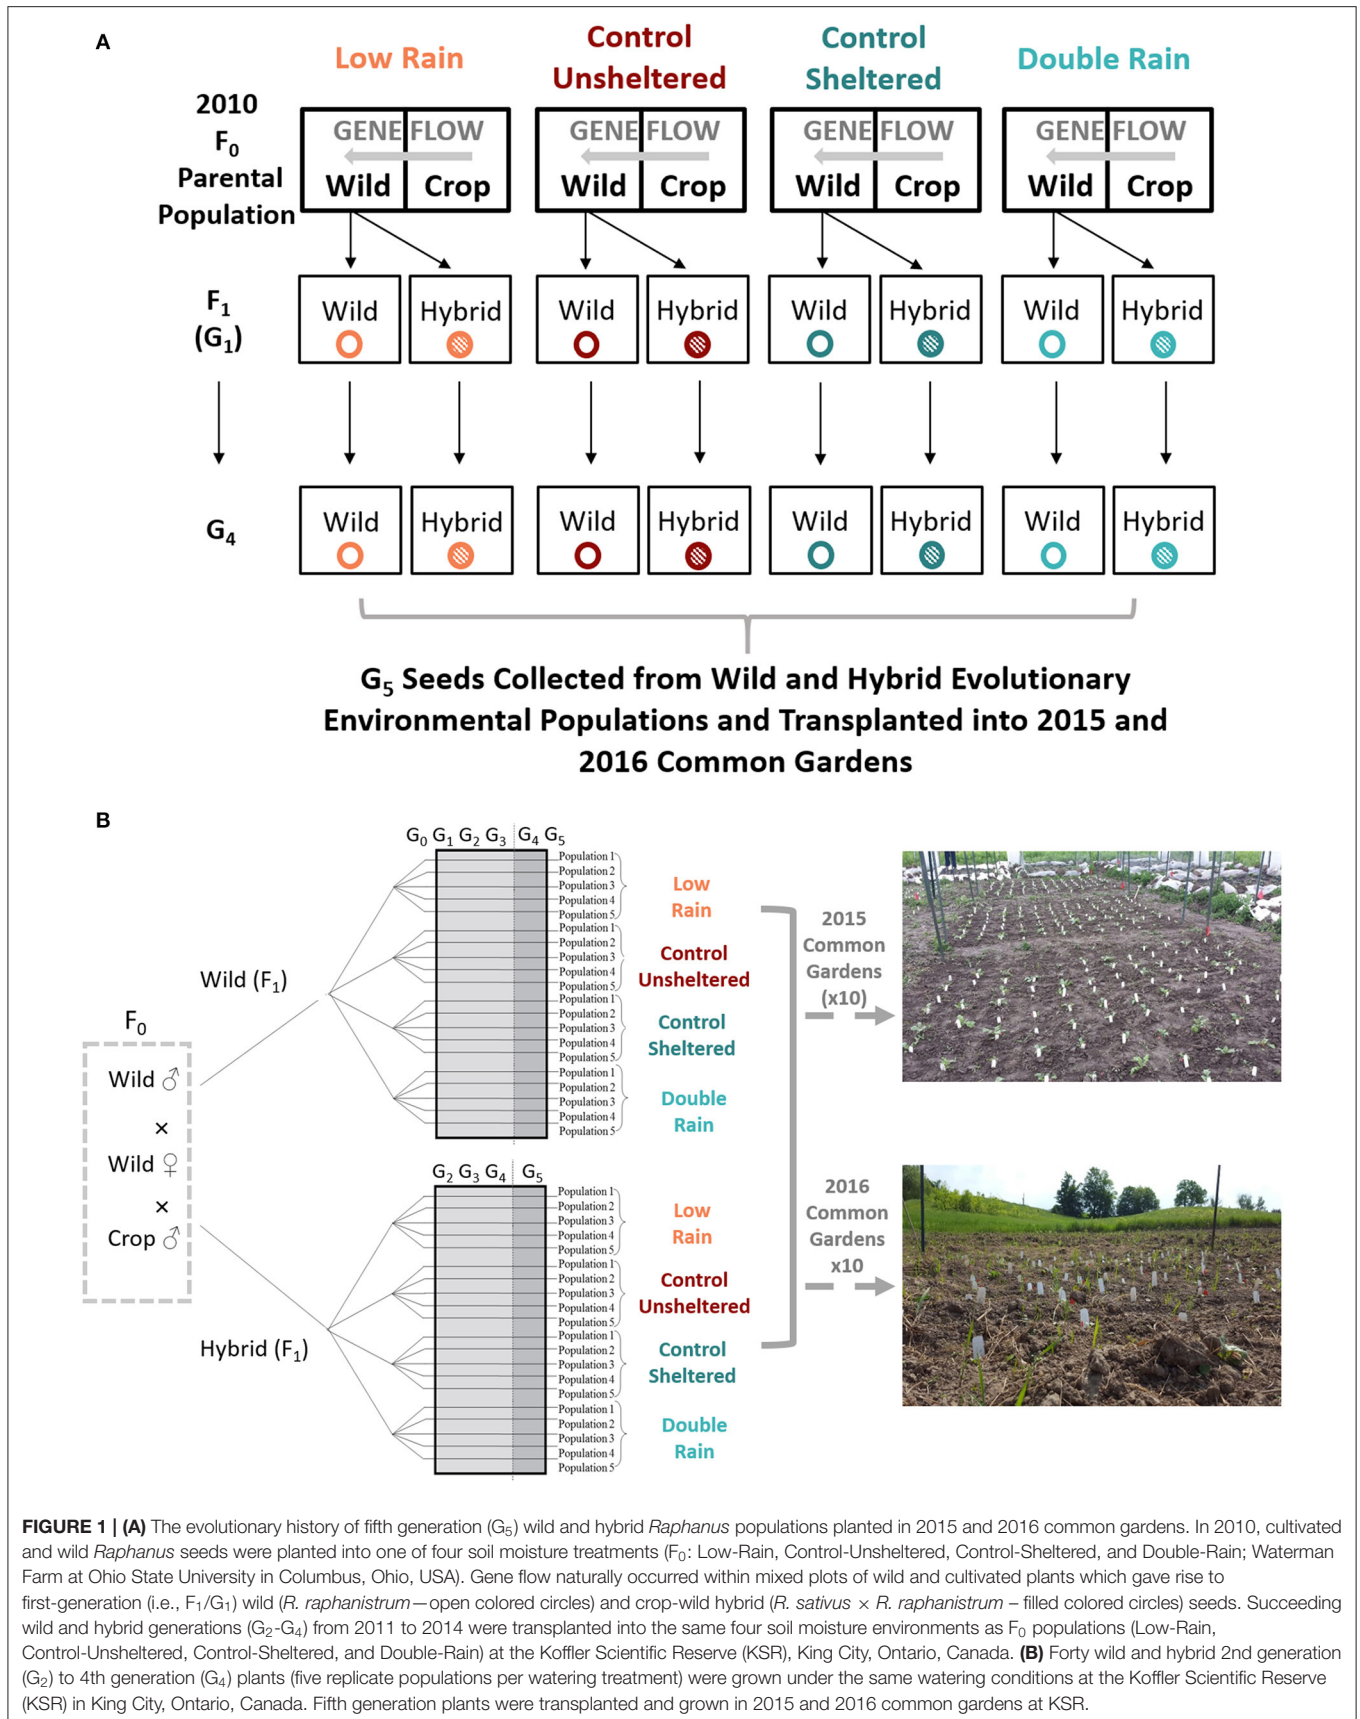 A
Low Rain
Control
Unsheltered
Control
Sheltered
Double Rain
2010
F0
Parental
Population
GENE FLOW
Wild Crop
GENE FLOW
Wild Crop
GENE FLOW
Wild Crop
GENE FLOW
Wild Crop
F1
(G1)
Wild Hybrid Wild Hybrid Wild Hybrid Wild Hybrid
G4
Wild Hybrid Wild Hybrid Wild Hybrid Wild Hybrid
G5 Seeds Collected from Wild and Hybrid Evolutionary
Environmental Populations and Transplanted into 2015 and
2016 Common Gardens
B
F0
Wild ♂
×
Wild ♀
×
Crop ♂
Wild (F1)
Hybrid (F1)
G0 G1 G2 G3 G4 G5
Population 1
Population 2
Population 3
Population 4
Population 5
Low
Rain
Population 1
Population 2
Population 3
Population 4
Population 5
Control
Unsheltered
Population 1
Population 2
Population 3
Population 4
Population 5
Control
Sheltered
Population 1
Population 2
Population 3
Population 4
Population 5
Double
Rain
G2 G3 G4 G5
Population 1
Population 2
Population 3
Population 4
Population 5
Low
Rain
Population 1
Population 2
Population 3
Population 4
Population 5
Control
Unsheltered
Population 1
Population 2
Population 3
Population 4
Population 5
Control
Sheltered
Population 1
Population 2
Population 3
Population 4
Population 5
Double
Rain
2015
Common
Gardens
(x10)
2016
Common
Gardens
x10
FIGURE 1 | (A) The evolutionary history of fifth generation (G5) wild and hybrid Raphanus populations planted in 2015 and 2016 common gardens. In 2010, cultivated
and wild Raphanus seeds were planted into one of four soil moisture treatments (F0: Low-Rain, Control-Unsheltered, Control-Sheltered, and Double-Rain; Waterman
Farm at Ohio State University in Columbus, Ohio, USA). Gene flow naturally occurred within mixed plots of wild and cultivated plants which gave rise to
first-generation (i.e., F1/G1) wild (R. raphanistrum—open colored circles) and crop-wild hybrid (R. sativus × R. raphanistrum – filled colored circles) seeds. Succeeding
wild and hybrid generations (G2-G4) from 2011 to 2014 were transplanted into the same four soil moisture environments as F0 populations (Low-Rain,
Control-Unsheltered, Control-Sheltered, and Double-Rain) at the Koffler Scientific Reserve (KSR), King City, Ontario, Canada. (B) Forty wild and hybrid 2nd generation
(G2) to 4th generation (G4) plants (five replicate populations per watering treatment) were grown under the same watering conditions at the Koffler Scientific Reserve
(KSR) in King City, Ontario, Canada. Fifth generation plants were transplanted and grown in 2015 and 2016 common gardens at KSR.